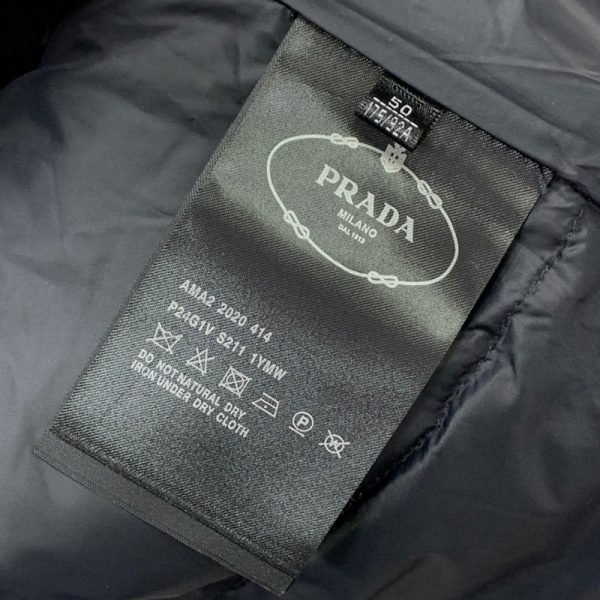 50
175/92A
PRADA
MILANO
DAL 1913
AMA2 2020 414
P24G1V S211 1YMW
DO NOT NATURAL DRY
IRON UNDER DRY CLOTH
P
W